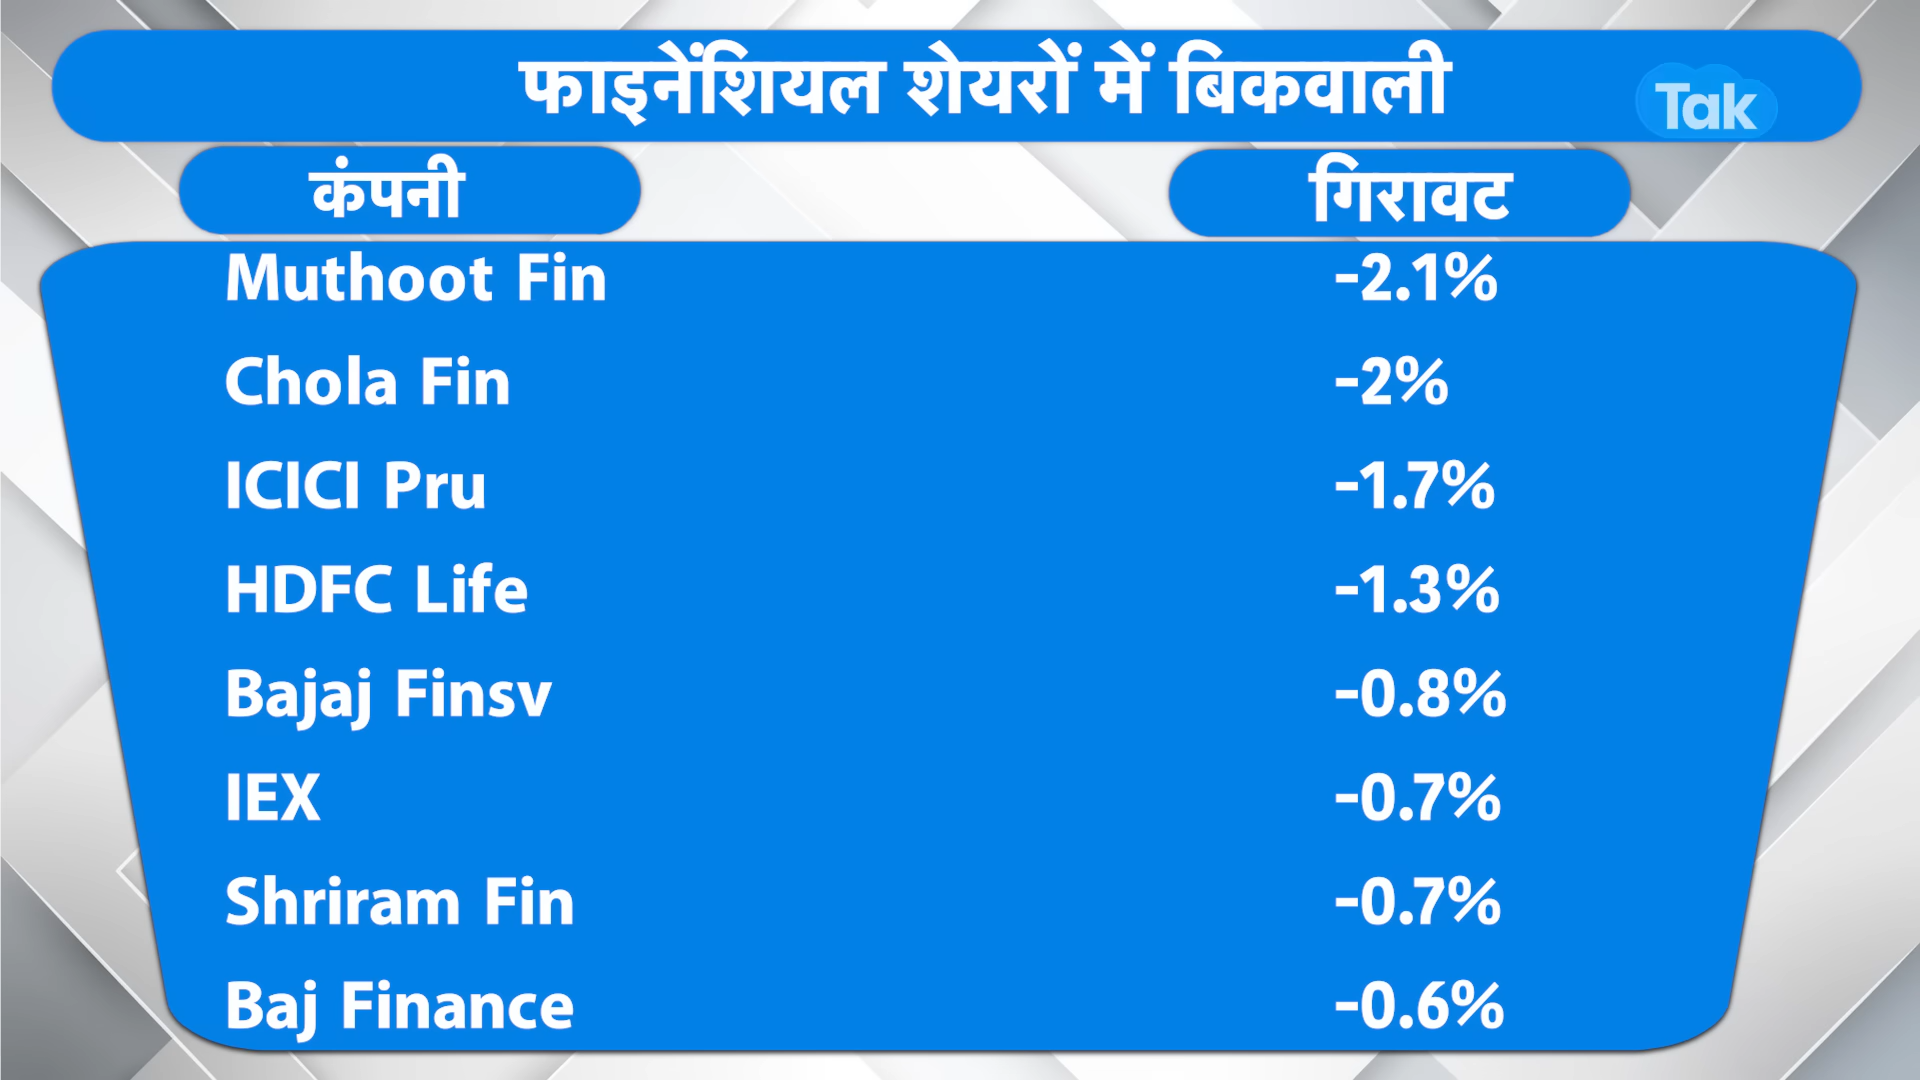 फाइनेंशियल शेयरों में बिकवाली
Tak
कंपनी गिरावट
Muthoot Fin -2.1%
Chola Fin -2%
ICICI Pru -1.7%
HDFC Life -1.3%
Bajaj Finsv -0.8%
IEX -0.7%
Shriram Fin -0.7%
Baj Finance -0.6%